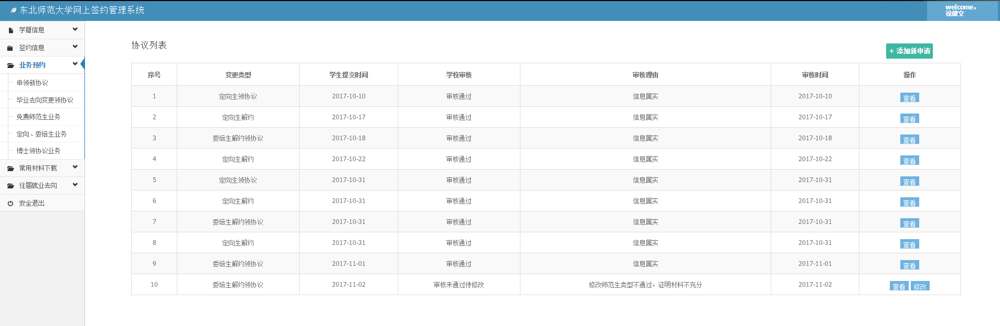 东北师范大学网上签约管理系统
welcome,
徐健文
学籍信息
签约信息
业务预约
申领新协议
毕业去向变更领协议
免费师范生业务
定向、委培生业务
博士领协议业务
常用材料下载
往届就业去向
安全退出
协议列表
+ 添加新申请
序号 变更类型 学生提交时间 学校审核 审核理由 审核时间 操作
1 定向生领协议 2017-10-10 审核通过 信息属实 2017-10-10 查看
2 定向生解约 2017-10-17 审核通过 信息属实 2017-10-17 查看
3 委培生解约领协议 2017-10-18 审核通过 信息属实 2017-10-18 查看
4 定向生解约 2017-10-22 审核通过 信息属实 2017-10-22 查看
5 定向生领协议 2017-10-31 审核通过 信息属实 2017-10-31 查看
6 定向生解约 2017-10-31 审核通过 信息属实 2017-10-31 查看
7 委培生解约领协议 2017-10-31 审核通过 信息属实 2017-10-31 查看
8 定向生解约 2017-10-31 审核通过 信息属实 2017-10-31 查看
9 委培生解约领协议 2017-11-01 审核通过 信息属实 2017-11-01 查看
10 委培生解约领协议 2017-11-02 审核未通过待修改 修改师范生类型不通过，证明材料不充分 2017-11-02 查看 修改